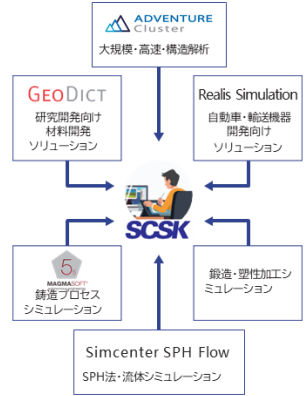 ADVENTURE
Cluster
大規模・高速・構造解析
GEODICT
研究開発向け
材料開発
ソリューション
Realis Simulation
自動車・輸送機器
開発向け
ソリューション
SCSK
5.5
MAGMASOFT
鋳造プロセス
シミュレーション
鍛造・塑性加工シ
ミュレーション
Simcenter SPH Flow
SPH法・流体シミュレーション